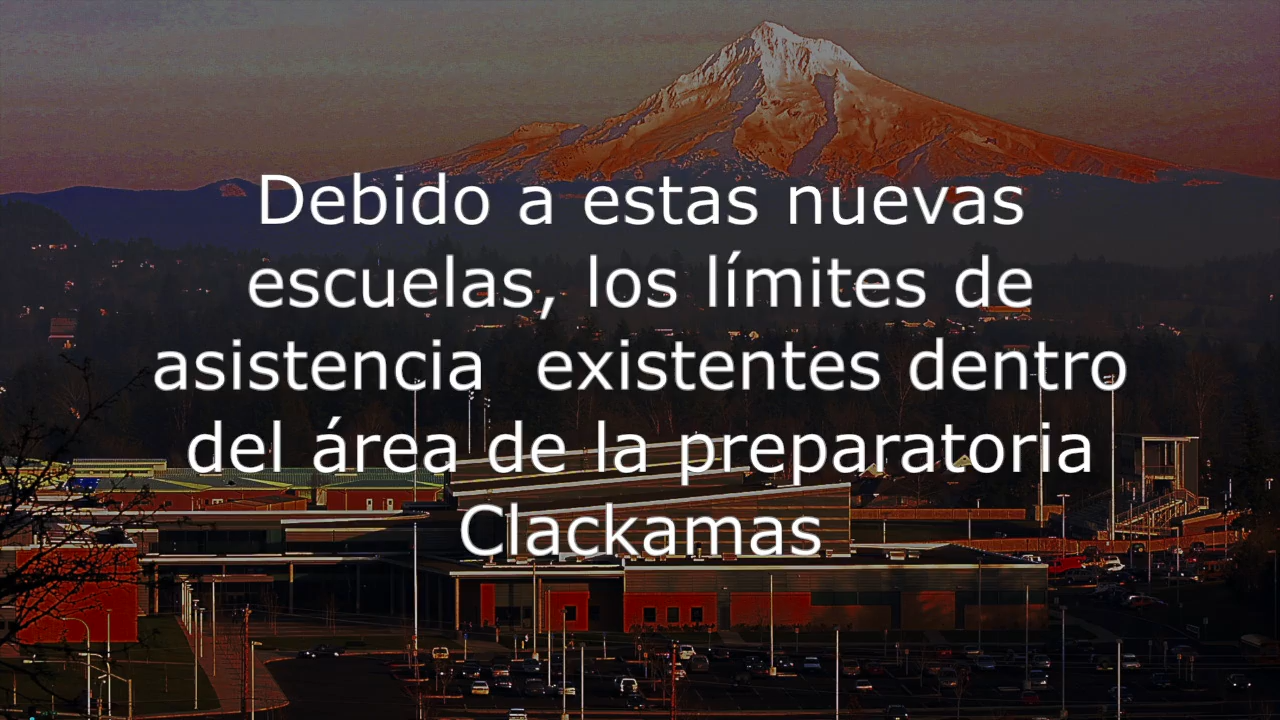 Debido a estas nuevas
escuelas, los límites de
asistencia  existentes dentro
del área de la preparatoria
Clackamas